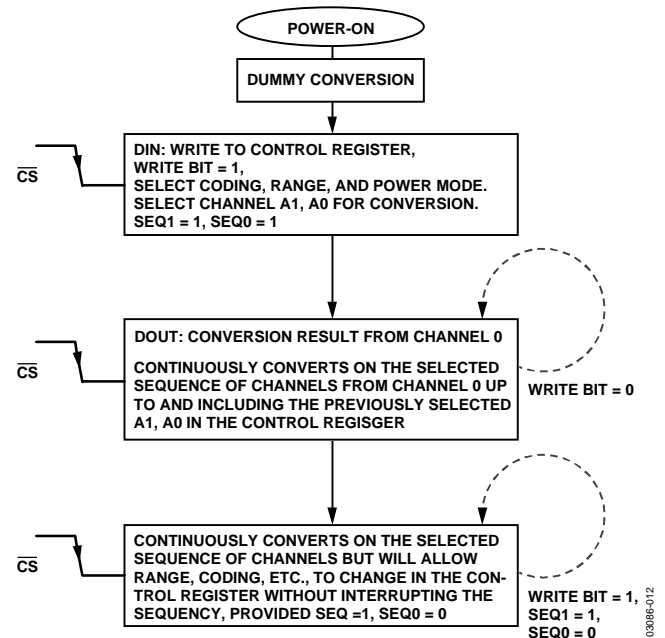 POWER-ON
DUMMY CONVERSION
CS
DIN: WRITE TO CONTROL REGISTER,
WRITE BIT = 1,
SELECT CODING, RANGE, AND POWER MODE.
SELECT CHANNEL A1, A0 FOR CONVERSION.
SEQ1 = 1, SEQ0 = 1
CS
DOUT: CONVERSION RESULT FROM CHANNEL 0
CONTINUOUSLY CONVERTS ON THE SELECTED
SEQUENCE OF CHANNELS FROM CHANNEL 0 UP
TO AND INCLUDING THE PREVIOUSLY SELECTED
A1, A0 IN THE CONTROL REGISGER
WRITE BIT = 0
CS
CONTINUOUSLY CONVERTS ON THE SELECTED
SEQUENCE OF CHANNELS BUT WILL ALLOW
RANGE, CODING, ETC., TO CHANGE IN THE CON-
TROL REGISTER WITHOUT INTERRUPTING THE
SEQUENCY, PROVIDED SEQ =1, SEQ0 = 0
WRITE BIT = 1,
SEQ1 = 1,
SEQ0 = 0
03086-012